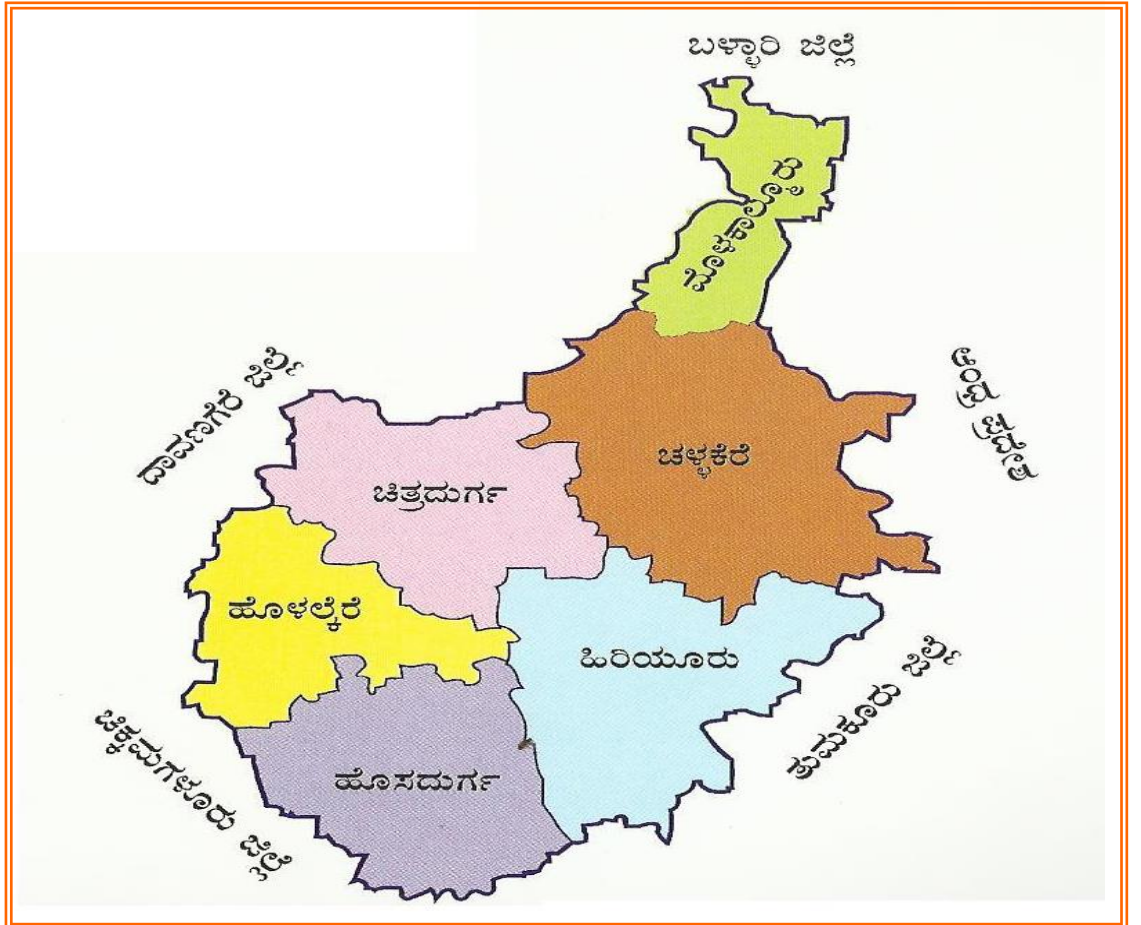 ಬಳ್ಳಾರಿ ಜಿಲ್ಲೆ
ಮೊಳಕಾಲ್ಮೂರು
ದಾವಣಗೆರೆ ಜಿಲ್ಲೆ
ಆಂಧ್ರ ಪ್ರದೇಶ
ಚಳ್ಳಕೆರೆ
ಚಿತ್ರದುರ್ಗ
ಹೊಳಲ್ಕೆರೆ
ಹಿರಿಯೂರು
ತುಮಕೂರು ಜಿಲ್ಲೆ
ಚಿಕ್ಕಮಗಳೂರು ಜಿಲ್ಲೆ
ಹೊಸದುರ್ಗ